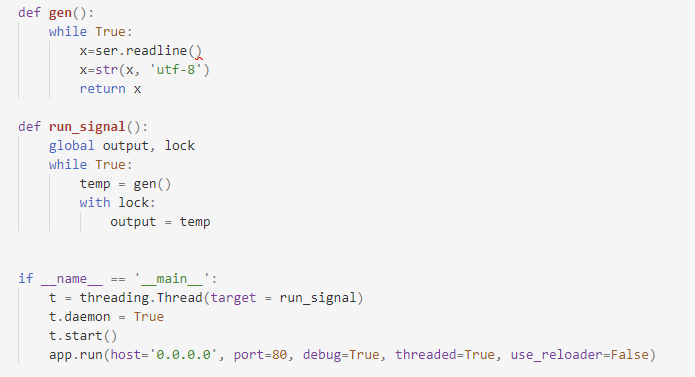 def gen():
    while True:
        x=ser.readline()
        x=str(x, 'utf-8')
        return x
def run_signal():
    global output, lock
    while True:
        temp = gen()
        with lock:
            output = temp
if __name__ == '__main__':
    t = threading.Thread(target = run_signal)
    t.daemon = True
    t.start()
    app.run(host='0.0.0.0', port=80, debug=True, threaded=True, use_reloader=False)